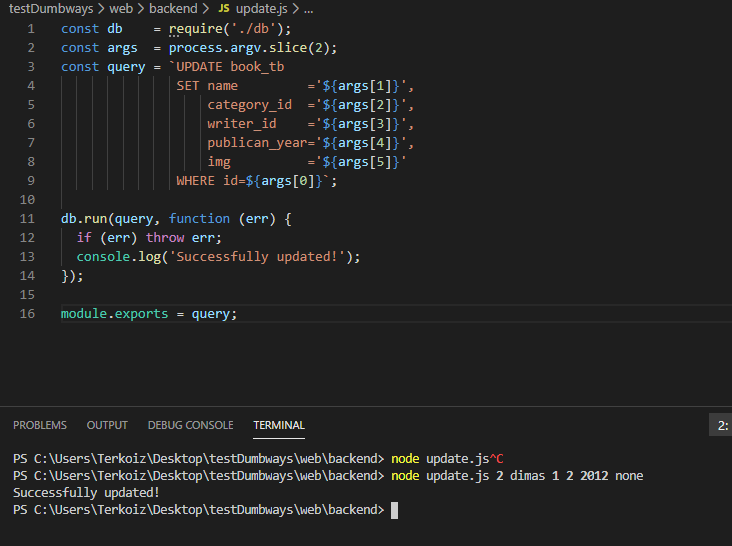 testDumbways > web > backend > JS update.js > ...
1 const db    = require('./db');
2 const args  = process.argv.slice(2);
3 const query = `UPDATE book_tb
4                SET name         ='${args[1]}',
5                    category_id  ='${args[2]}',
6                    writer_id    ='${args[3]}',
7                    publican_year='${args[4]}',
8                    img          ='${args[5]}'
9                WHERE id=${args[0]}`;
10
11 db.run(query, function (err) {
12   if (err) throw err;
13   console.log('Successfully updated!');
14 });
15
16 module.exports = query;
PROBLEMS OUTPUT DEBUG CONSOLE TERMINAL 2:
PS C:\Users\Terkoiz\Desktop\testDumbways\web\backend> node update.js^C
PS C:\Users\Terkoiz\Desktop\testDumbways\web\backend> node update.js 2 dimas 1 2 2012 none
Successfully updated!
PS C:\Users\Terkoiz\Desktop\testDumbways\web\backend>